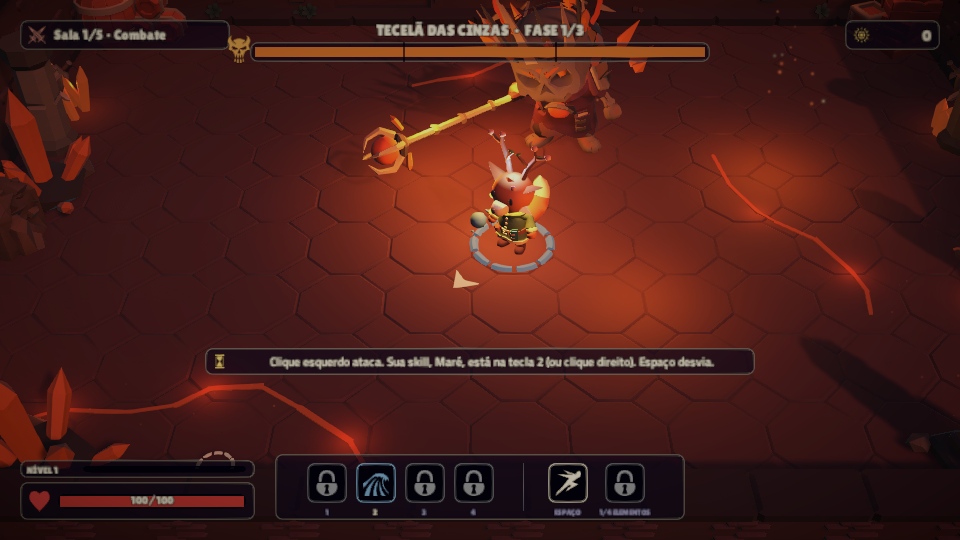 Sala 1/5 · Combate
TECELÃ DAS CINZAS · FASE 1/3
0
Clique esquerdo ataca. Sua skill, Maré, está na tecla 2 (ou clique direito). Espaço desvia.
NÍVEL 1
100/100
1
2
3
4
ESPAÇO
1/4 ELEMENTOS